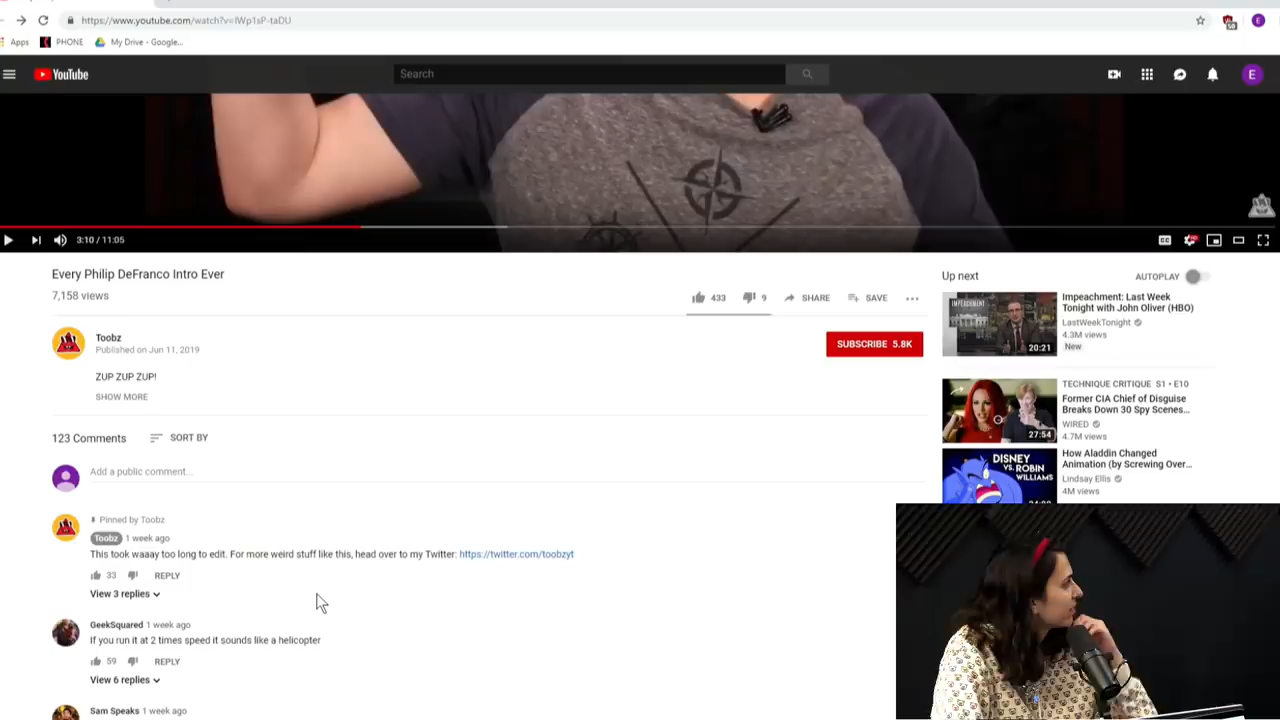 https://www.youtube.com/watch?v=IWp1sP-taDU
Apps PHONE My Drive - Google...
YouTube
Search
E
3:10 / 11:05
CC
Every Philip DeFranco Intro Ever
7,158 views
433 9 SHARE SAVE
Toobz
Published on Jun 11, 2019
SUBSCRIBE 5.8K
ZUP ZUP ZUP!
SHOW MORE
123 Comments SORT BY
Add a public comment...
Pinned by Toobz
Toobz 1 week ago
This took waaay too long to edit. For more weird stuff like this, head over to my Twitter: https://twitter.com/toobzyt
33 REPLY
View 3 replies
GeekSquared 1 week ago
If you run it at 2 times speed it sounds like a helicopter
59 REPLY
View 6 replies
Sam Speaks 1 week ago
Up next AUTOPLAY
IMPEACHMENT
20:21
Impeachment: Last Week
Tonight with John Oliver (HBO)
LastWeekTonight
4.3M views
New
27:54
TECHNIQUE CRITIQUE S1 • E10
Former CIA Chief of Disguise
Breaks Down 30 Spy Scenes...
WIRED
4.7M views
DISNEY
VS. ROBIN
WILLIAMS
How Aladdin Changed
Animation (by Screwing Over...
Lindsay Ellis
4M views